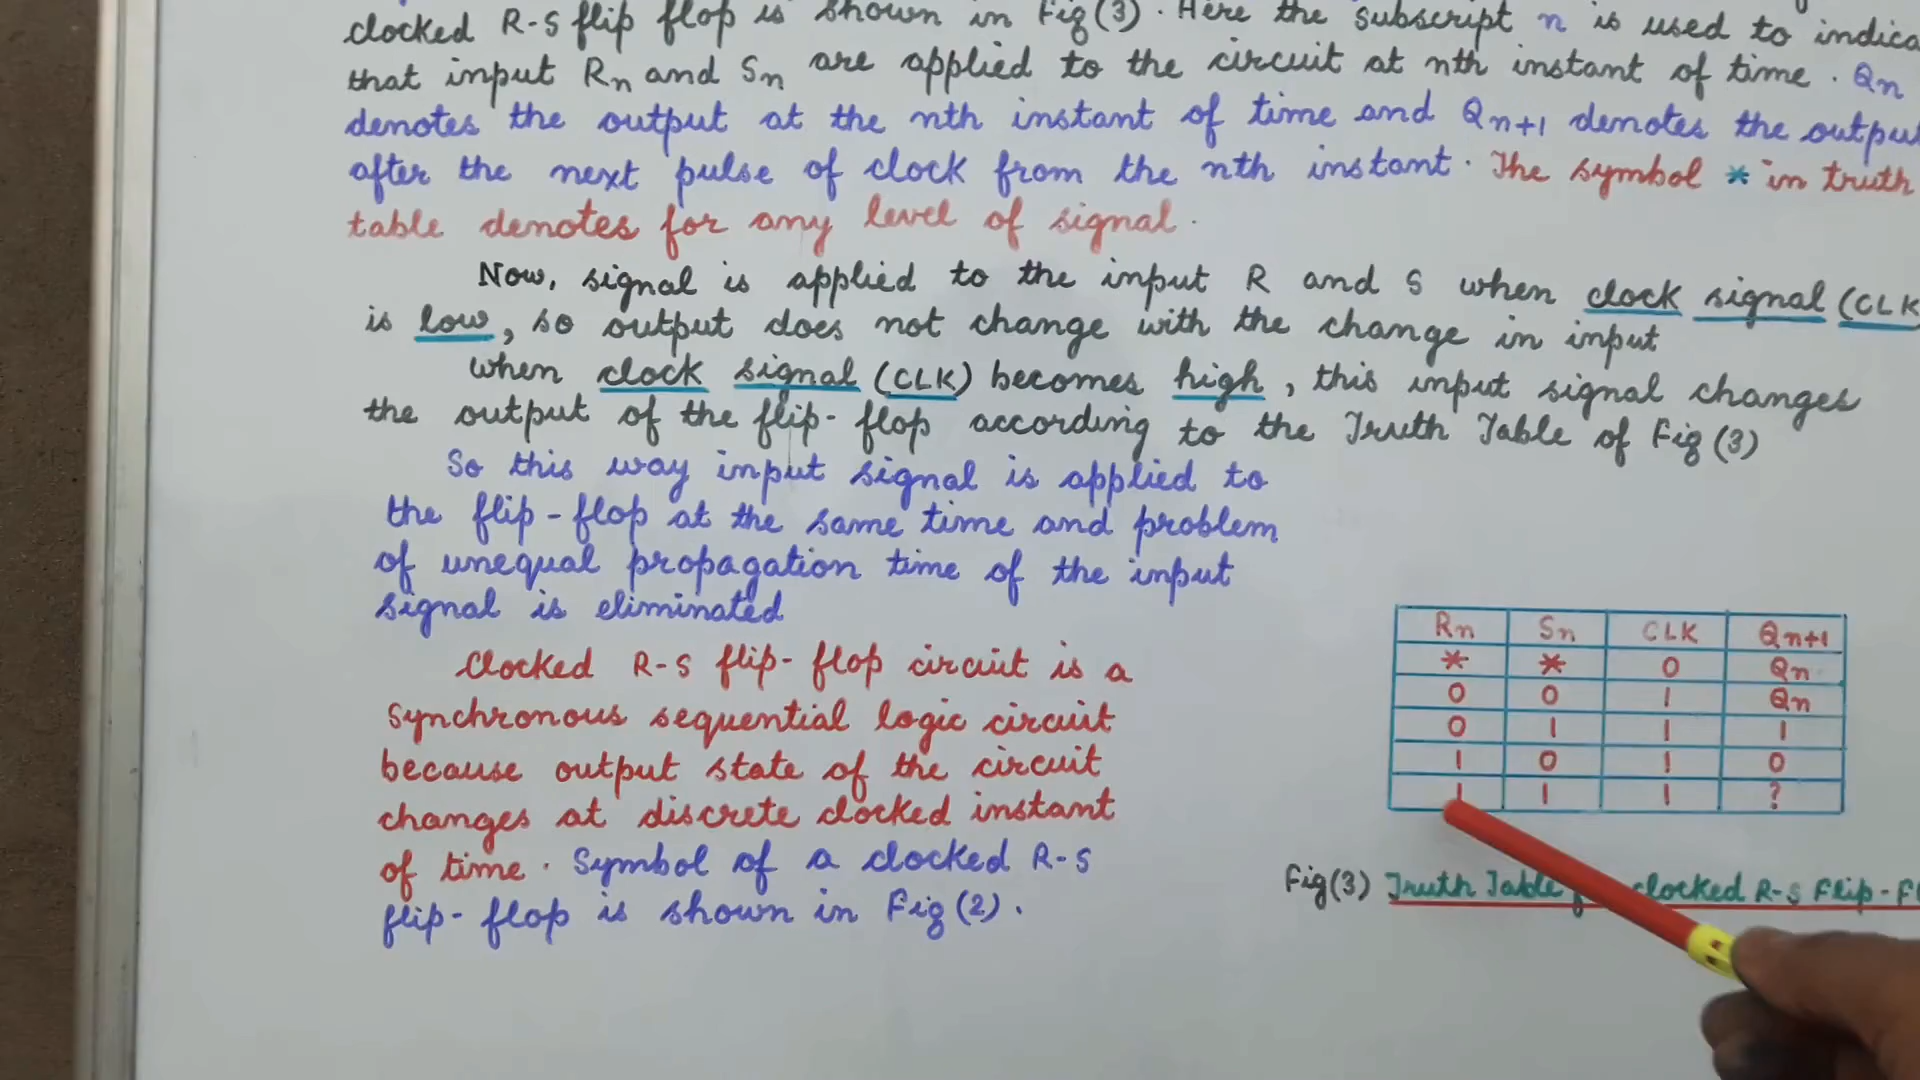 clocked R-S flip flop is shown in Fig(3). Here the subscript n is used to
that input Rn and Sn are applied to the circuit at nth instant of time. Qn
denotes the output at the nth instant of time and Qn+1 denotes the
after the next pulse of clock from the nth instant. The symbol * in truth
table denotes for any level of signal.
Now, signal is applied to the input R and S when clock signal (CLK
is low, so output does not change with the change in input
when clock signal (CLK) becomes high, this input signal changes
the output of the flip-flop according to the Truth Table of Fig (3)
So this way input signal is applied to
the flip-flop at the same time and problem
of unequal propagation time of the input
signal is eliminated
Clocked R-S flip-flop circuit is a
synchronous sequential logic circuit
because output state of the circuit
changes at discrete clocked instant
of time. Symbol of a clocked R-S
flip-flop is shown in Fig (2).
Rn Sn CLK Qn+1
* * 0 Qn
0 0 1 Qn
0 1 1 1
1 0 1 0
1 1 1 ?
Fig(3) Truth Table clocked R-S Flip-